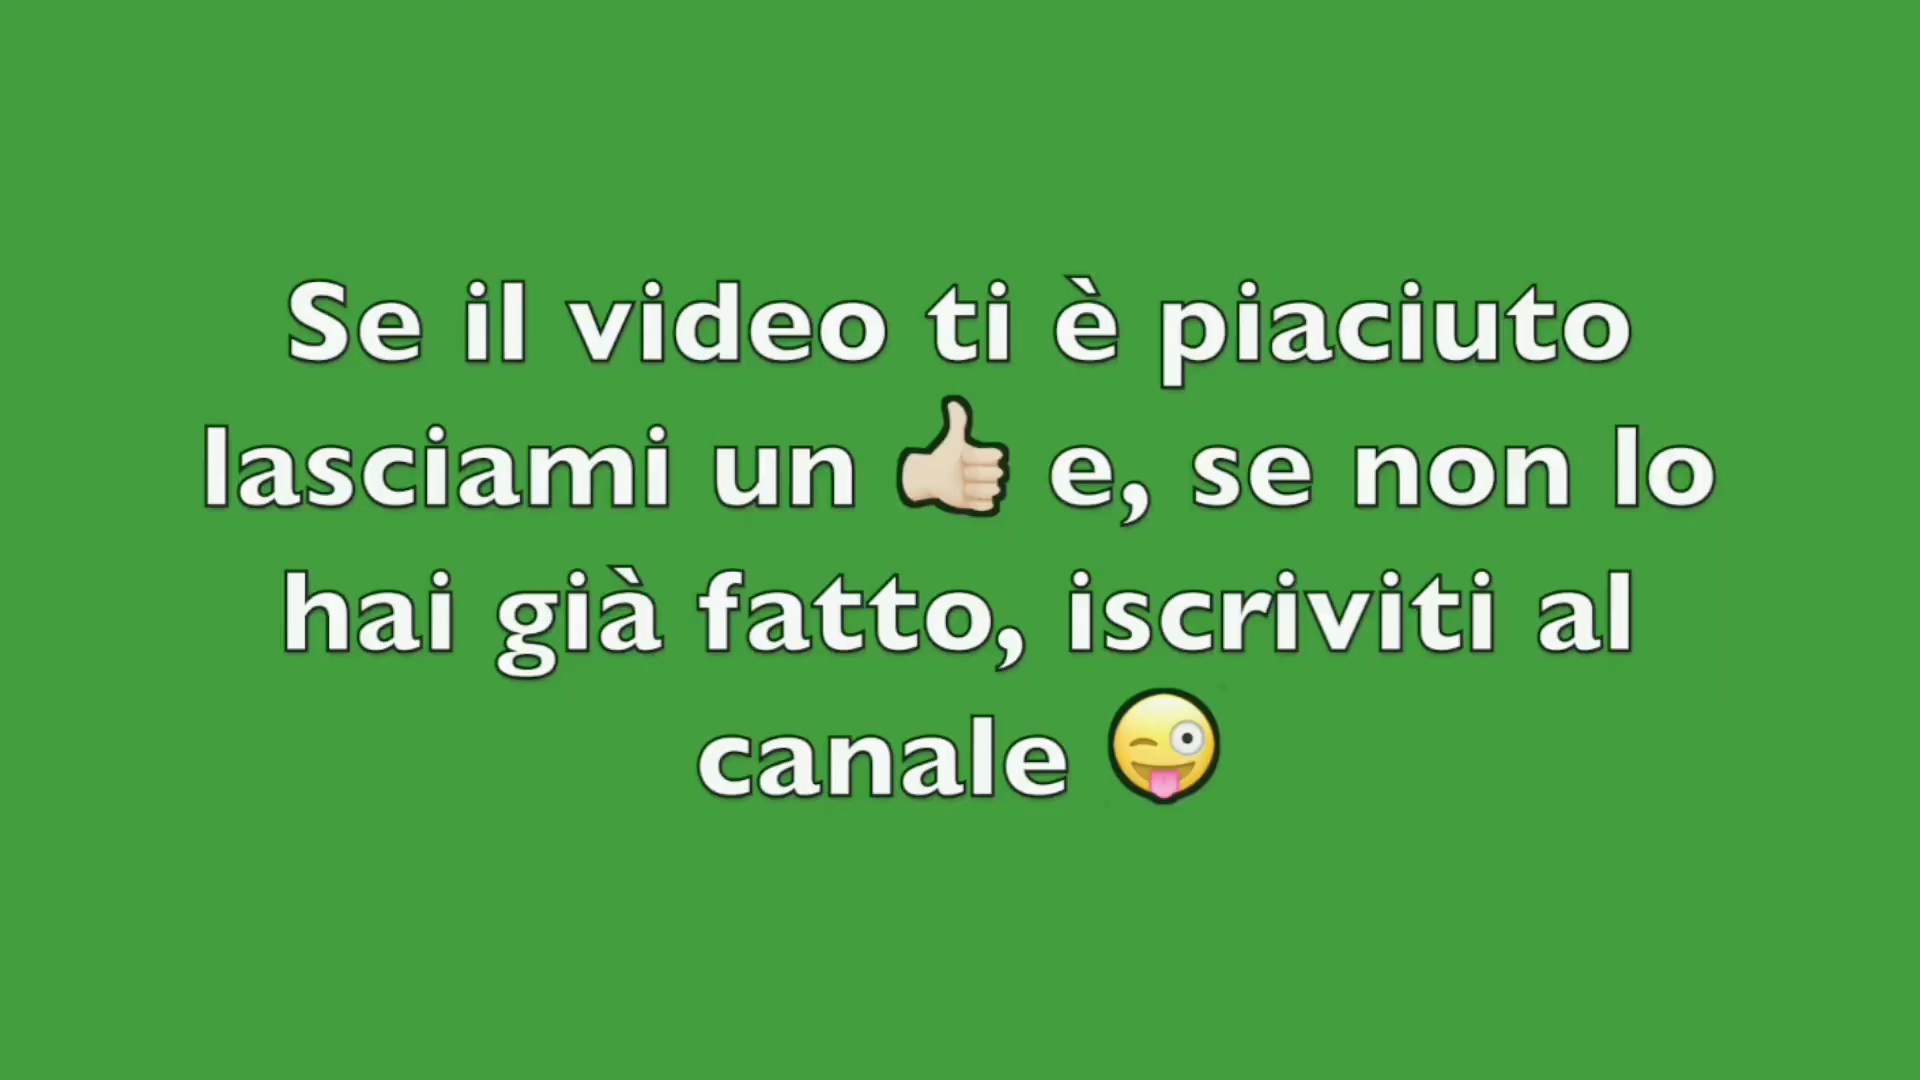 Se il video ti è piaciuto
lasciami un 👍🏻 e, se non lo
hai già fatto, iscriviti al
canale 😜